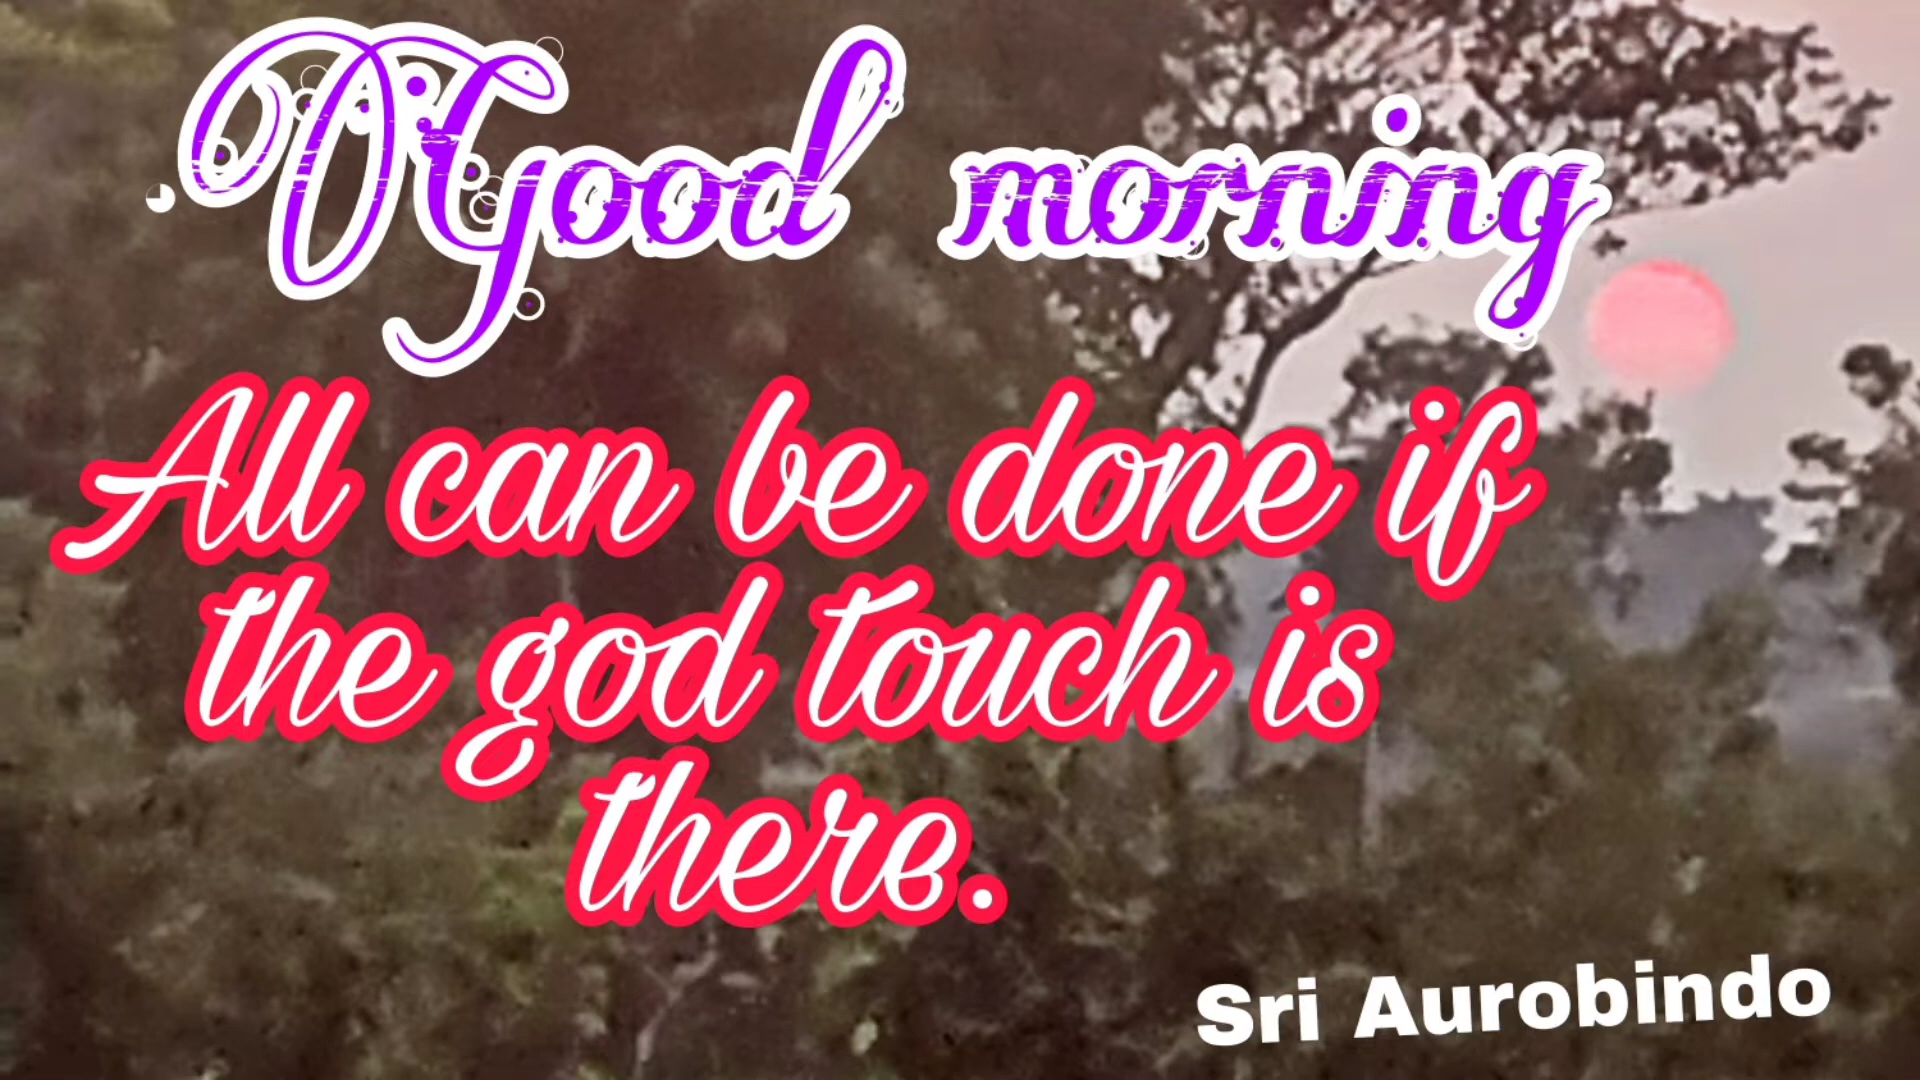 Good morning
All can be done if
the god touch is
there.
Sri Aurobindo